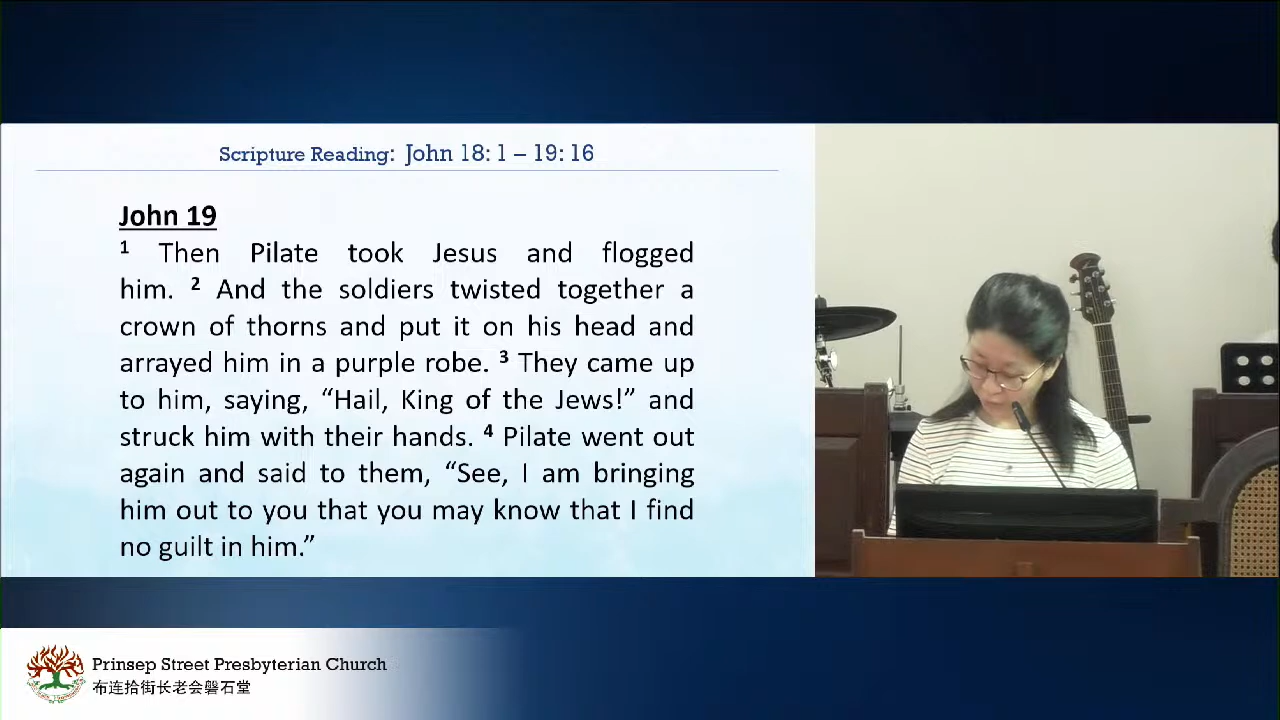 Scripture Reading: John 18: 1 – 19: 16
John 19
1 Then Pilate took Jesus and flogged
him. 2 And the soldiers twisted together a
crown of thorns and put it on his head and
arrayed him in a purple robe. 3 They came up
to him, saying, “Hail, King of the Jews!” and
struck him with their hands. 4 Pilate went out
again and said to them, “See, I am bringing
him out to you that you may know that I find
no guilt in him.”
Prinsep Street Presbyterian Church
布连拾街长老会磐石堂